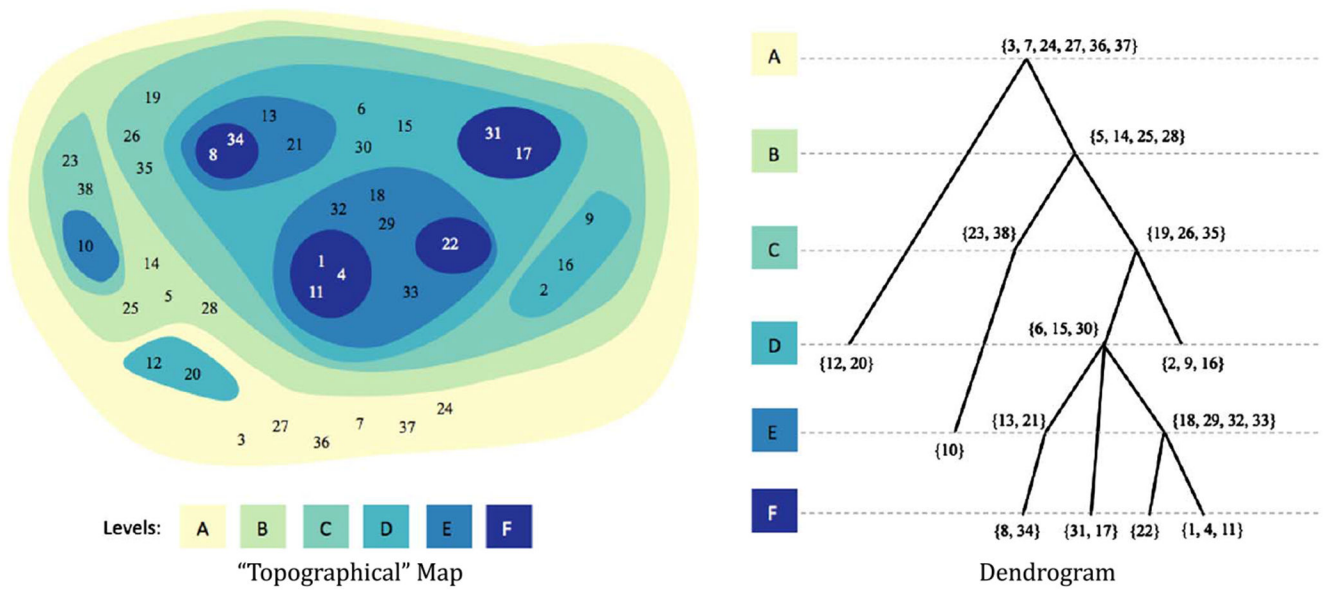 19
6
13
15
34
26
21
8
30
31
17
23
35
38
18
32
29
9
10
22
14
1
4
16
11
33
2
5
25
28
12
20
24
7
27
37
3
36
Levels: A B C D E F
“Topographical” Map
{3, 7, 24, 27, 36, 37}
A
{5, 14, 25, 28}
B
{23, 38} {19, 26, 35}
C
{6, 15, 30}
D
{12, 20} {2, 9, 16}
{13, 21} {18, 29, 32, 33}
E
{10}
F
{8, 34} {31, 17} {22} {1, 4, 11}
Dendrogram